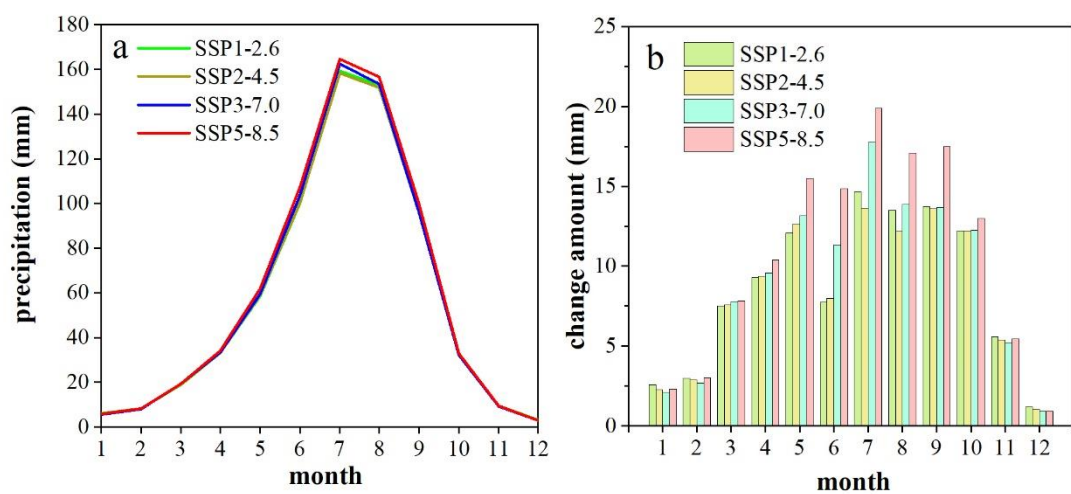 a
SSP1-2.6
SSP2-4.5
SSP3-7.0
SSP5-8.5
precipitation (mm)
180
160
140
120
100
80
60
40
20
0
1 2 3 4 5 6 7 8 9 10 11 12
month
b
SSP1-2.6
SSP2-4.5
SSP3-7.0
SSP5-8.5
change amount (mm)
25
20
15
10
5
0
1 2 3 4 5 6 7 8 9 10 11 12
month